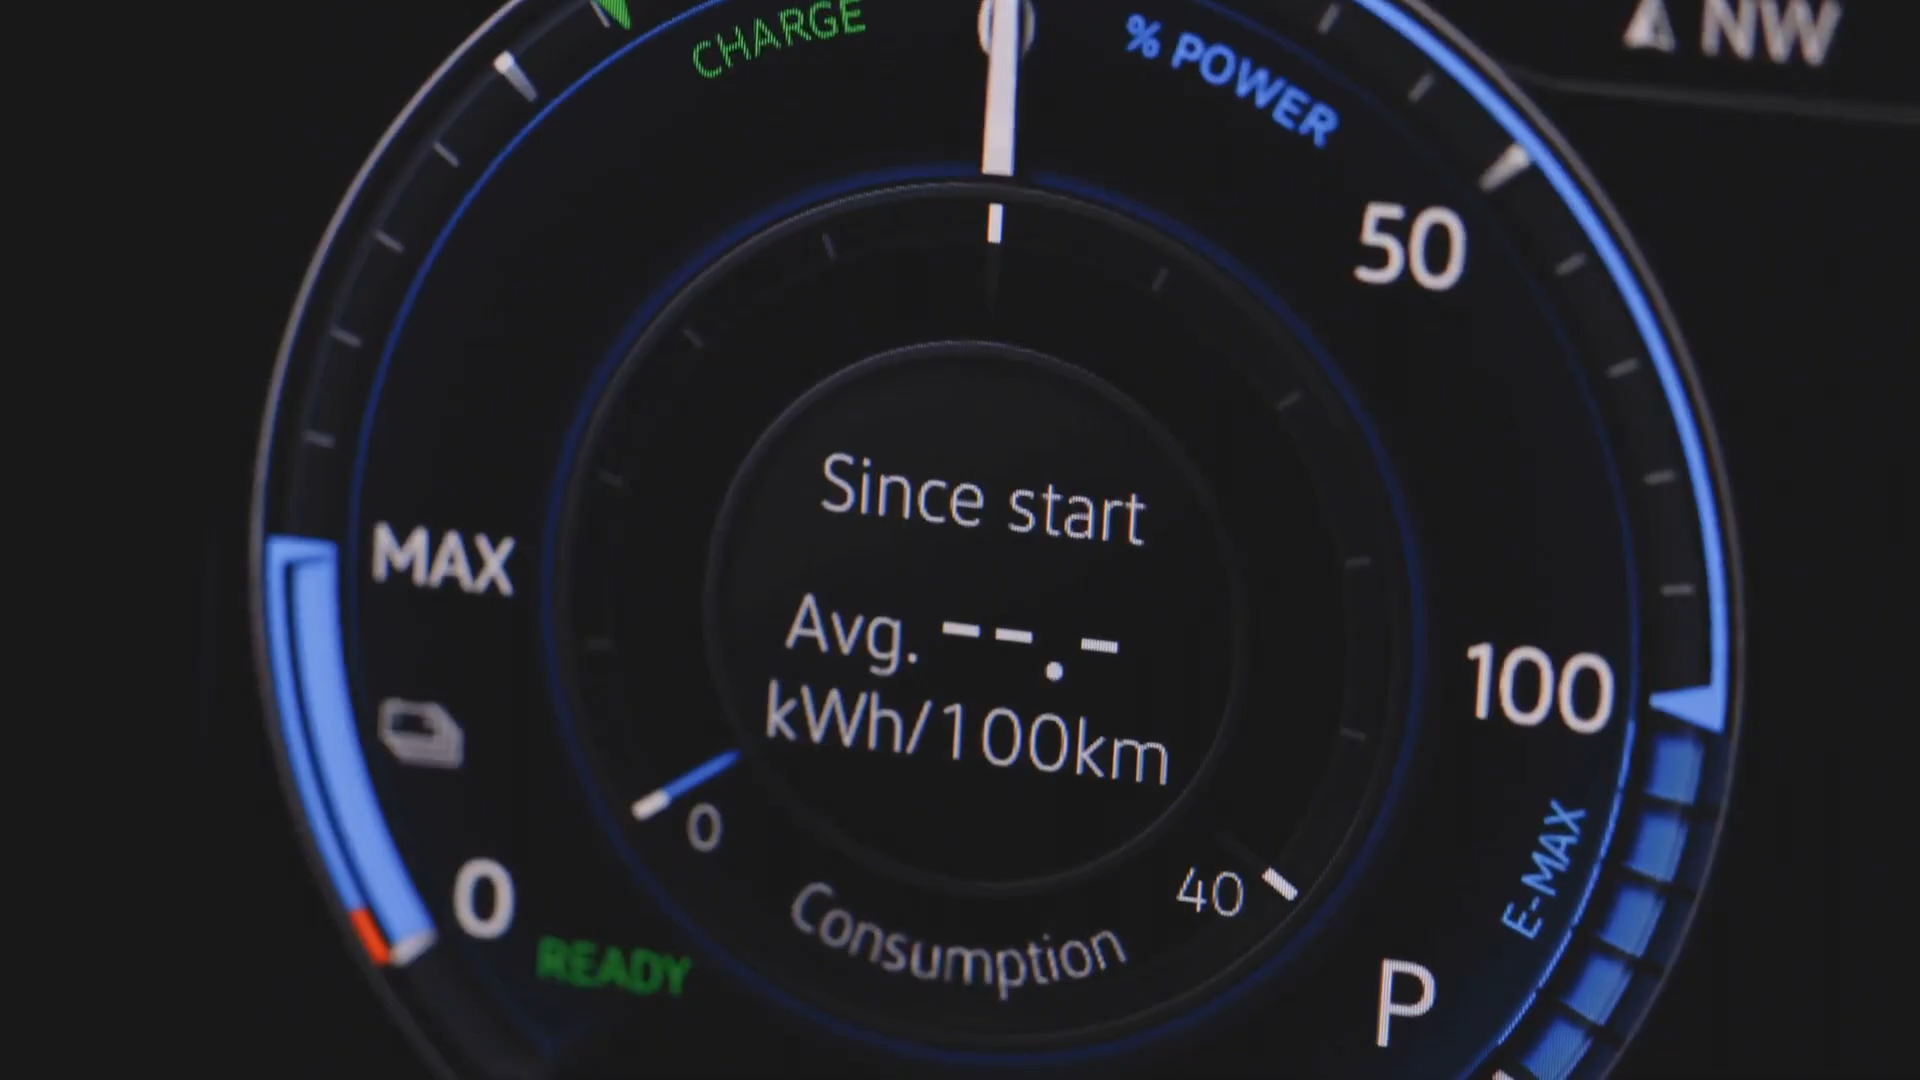 NW
CHARGE
% POWER
50
Since start
MAX
Avg. --.-
100
kWh/100km
0
40
E-MAX
0
Consumption
READY
P